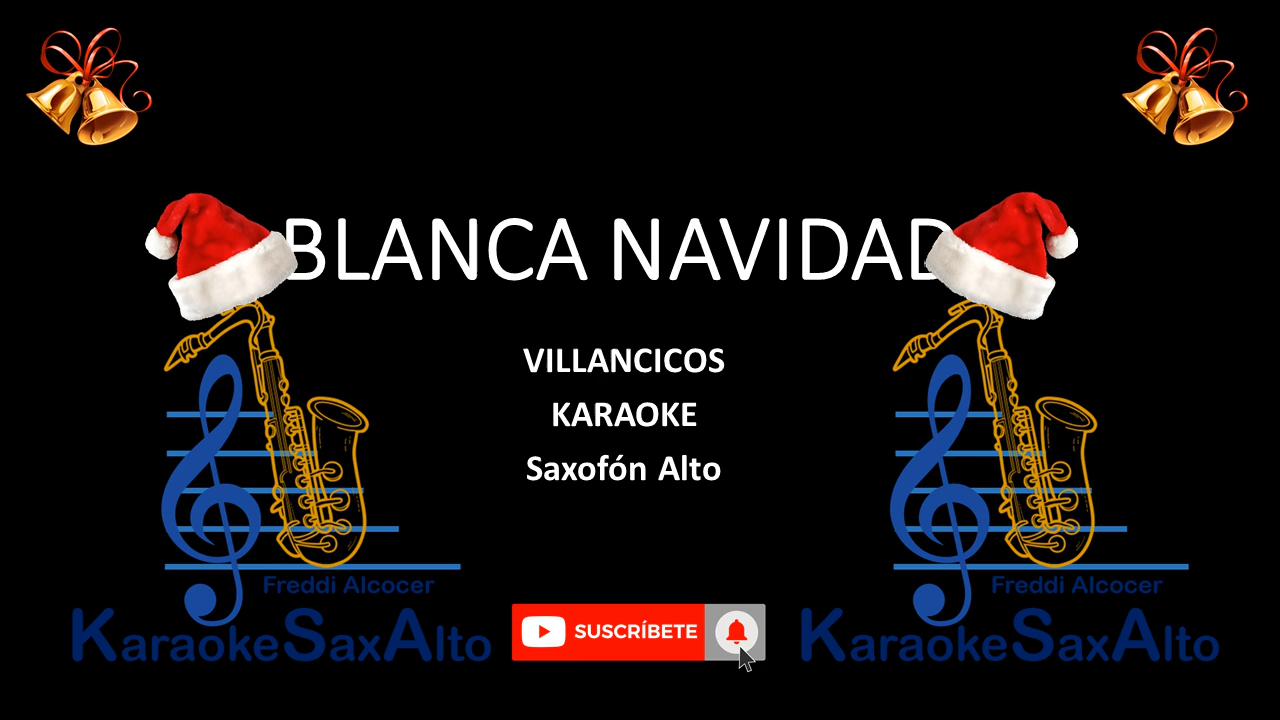 BLANCA NAVIDAD
VILLANCICOS
KARAOKE
Saxofón Alto
Freddi Alcocer
KaraokeSaxAlto
Freddi Alcocer
KaraokeSaxAlto
SUSCRÍBETE